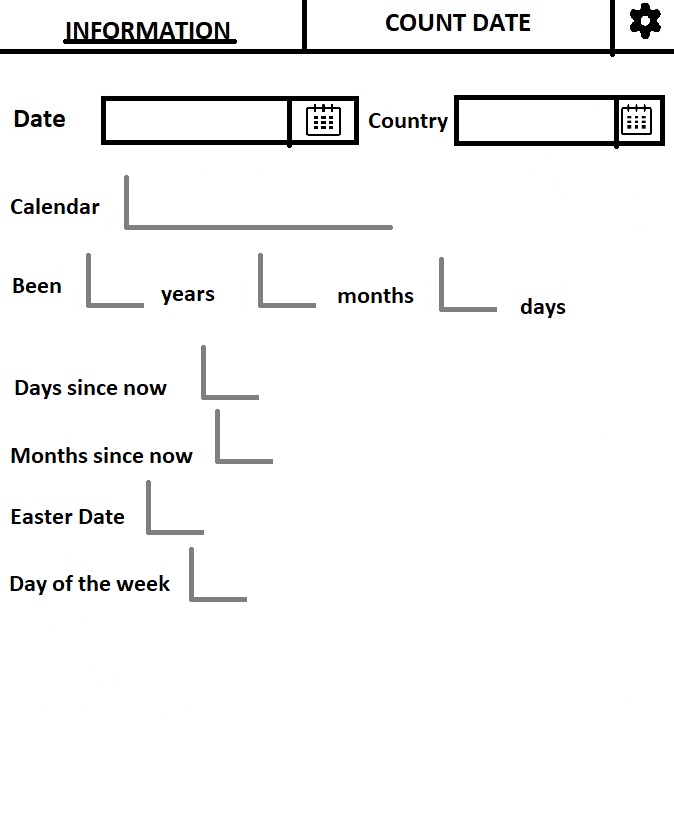 INFORMATION
COUNT DATE
Date
Country
Calendar
Been years months days
Days since now
Months since now
Easter Date
Day of the week